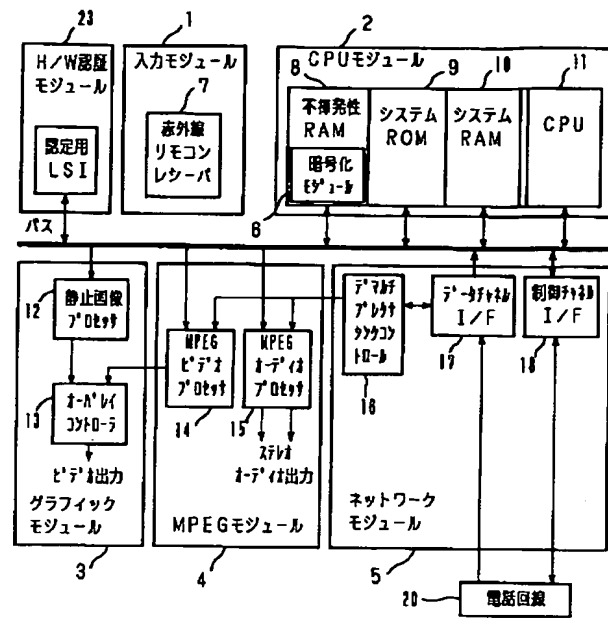 23
1
2
H/W認証
モジュール
認定用
LSI
入力モジュール
7
赤外線
リモコン
レシーバ
CPUモジュール
8
9
10
11
不揮発性
RAM
暗号化
モジュール
6
システム
ROM
システム
RAM
CPU
バス
12
静止画像
プロセッサ
13
オーバレイ
コントローラ
ビデオ出力
グラフィック
モジュール
3
MPEG
ビデオ
プロセッサ
14
MPEG
オーディオ
プロセッサ
15
ステレオ
オーディオ出力
MPEGモジュール
4
デマルチ
プレクサ
シンクコン
トロール
16
データチャネル
I/F
17
制御チャネル
I/F
18
ネットワーク
モジュール
5
20
電話回線